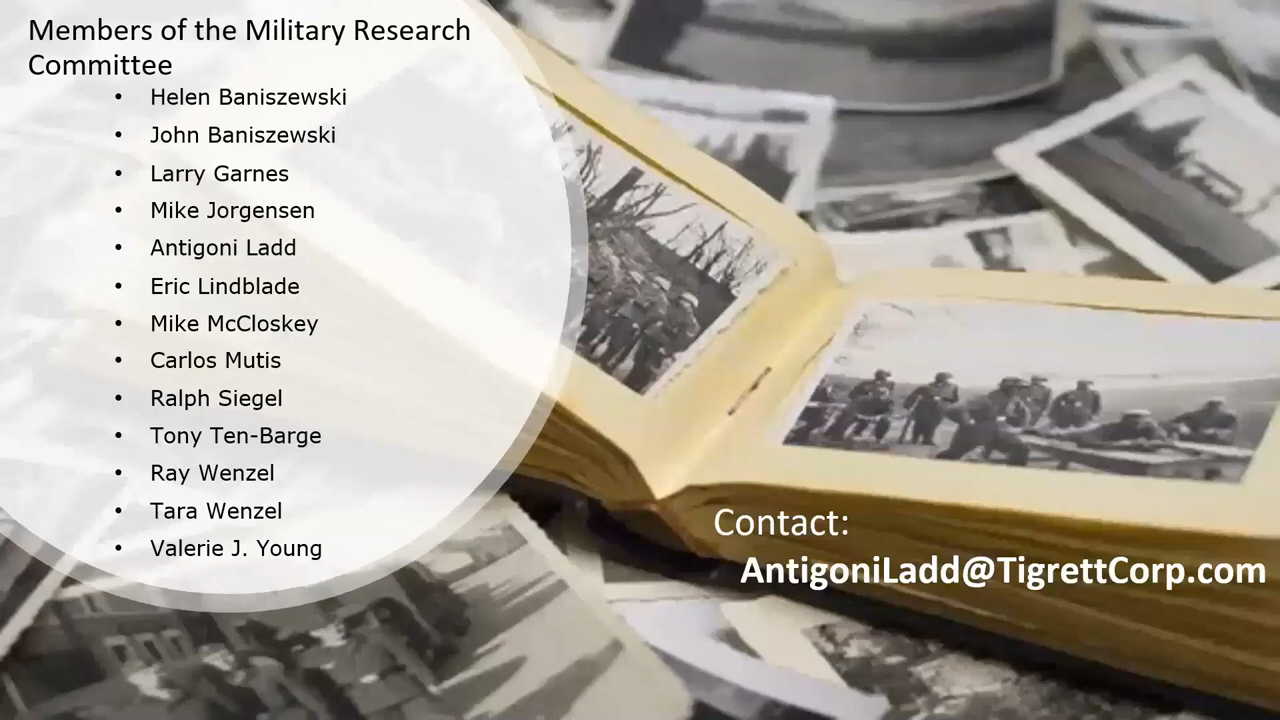 Members of the Military Research
Committee
• Helen Baniszewski
• John Baniszewski
• Larry Garnes
• Mike Jorgensen
• Antigoni Ladd
• Eric Lindblade
• Mike McCloskey
• Carlos Mutis
• Ralph Siegel
• Tony Ten-Barge
• Ray Wenzel
• Tara Wenzel
• Valerie J. Young
Contact:
AntigoniLadd@TigrettCorp.com